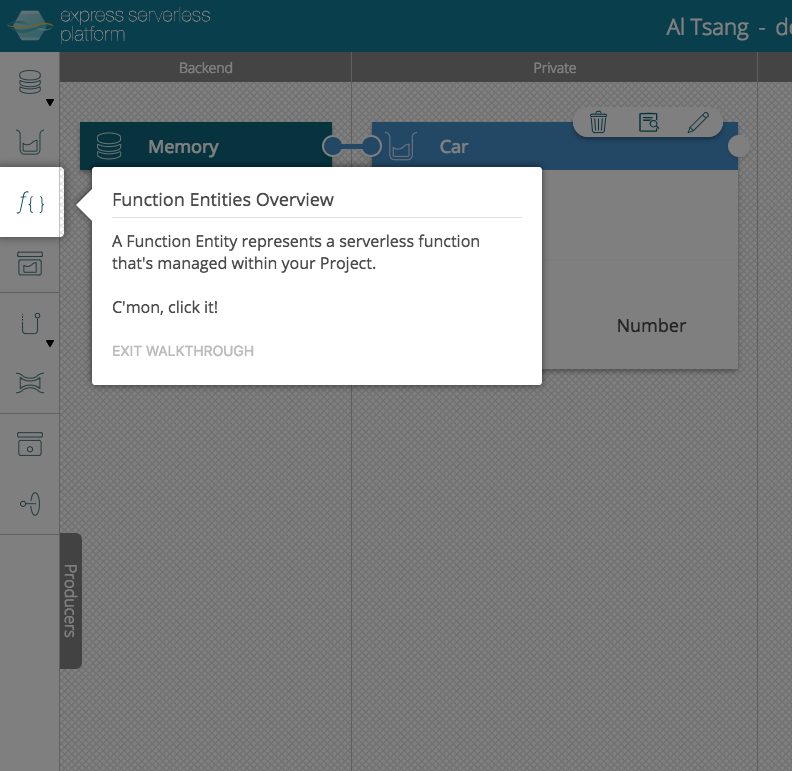 express serverless
platform
Al Tsang - de
Backend
Private
Memory
Car
f{}
Function Entities Overview
A Function Entity represents a serverless function
that's managed within your Project.
C'mon, click it!
EXIT WALKTHROUGH
Number
Producers